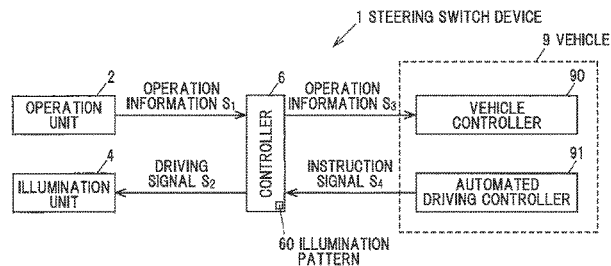 1 STEERING SWITCH DEVICE
9 VEHICLE
2
OPERATION
UNIT
OPERATION
INFORMATION S1
6
CONTROLLER
OPERATION
INFORMATION S3
90
VEHICLE
CONTROLLER
4
ILLUMINATION
UNIT
DRIVING
SIGNAL S2
INSTRUCTION
SIGNAL S4
91
AUTOMATED
DRIVING CONTROLLER
60 ILLUMINATION
PATTERN